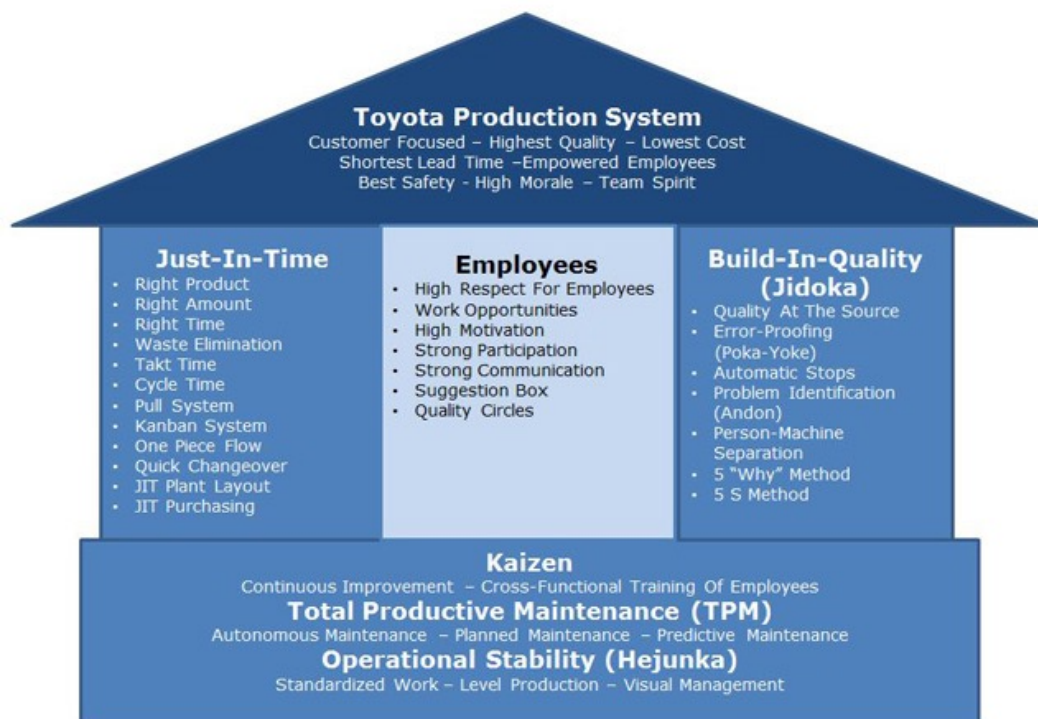 Toyota Production System
Customer Focused – Highest Quality – Lowest Cost
Shortest Lead Time –Empowered Employees
Best Safety - High Morale – Team Spirit
Just-In-Time
• Right Product
• Right Amount
• Right Time
• Waste Elimination
• Takt Time
• Cycle Time
• Pull System
• Kanban System
• One Piece Flow
• Quick Changeover
• JIT Plant Layout
• JIT Purchasing
Employees
• High Respect For Employees
• Work Opportunities
• High Motivation
• Strong Participation
• Strong Communication
• Suggestion Box
• Quality Circles
Build-In-Quality
(Jidoka)
• Quality At The Source
• Error-Proofing
(Poka-Yoke)
• Automatic Stops
• Problem Identification
(Andon)
• Person-Machine
Separation
• 5 “Why” Method
• 5 S Method
Kaizen
Continuous Improvement – Cross-Functional Training Of Employees
Total Productive Maintenance (TPM)
Autonomous Maintenance – Planned Maintenance – Predictive Maintenance
Operational Stability (Hejunka)
Standardized Work – Level Production – Visual Management